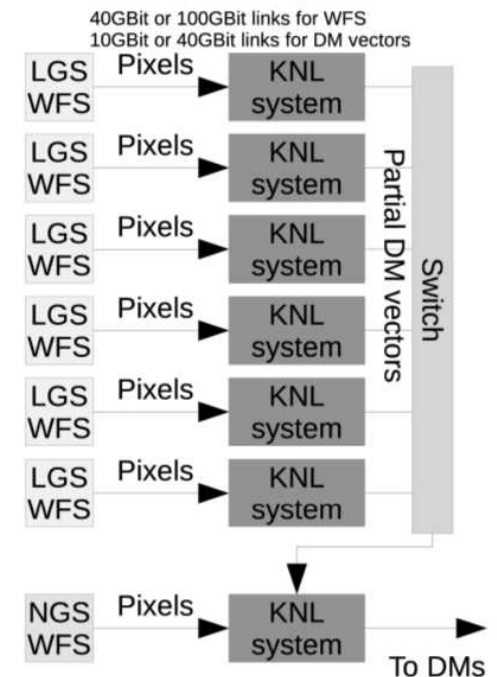 40GBit or 100GBit links for WFS
10GBit or 40GBit links for DM vectors
LGS
WFS
Pixels
KNL
system
LGS
WFS
Pixels
KNL
system
LGS
WFS
Pixels
KNL
system
LGS
WFS
Pixels
KNL
system
LGS
WFS
Pixels
KNL
system
LGS
WFS
Pixels
KNL
system
Partial DM vectors
Switch
NGS
WFS
Pixels
KNL
system
To DMs